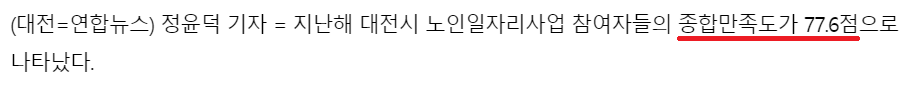 (대전=연합뉴스) 정윤덕 기자 = 지난해 대전시 노인일자리사업 참여자들의 종합만족도가 77.6점으로
나타났다.